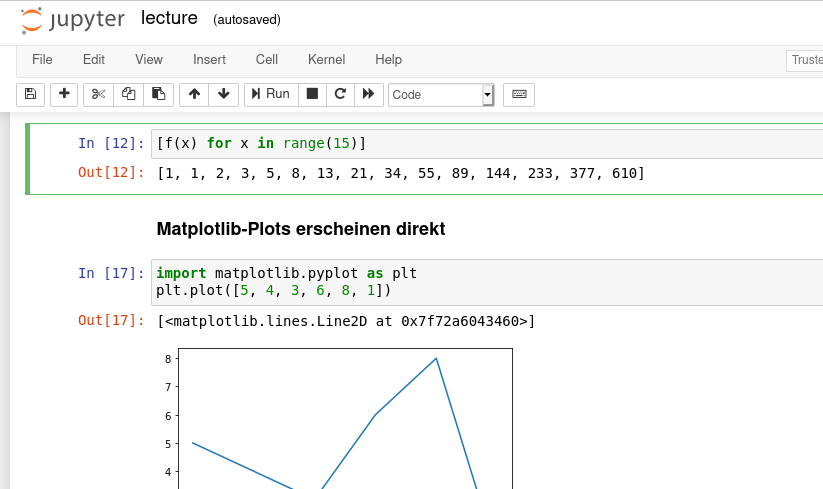 jupyter lecture (autosaved)
File Edit View Insert Cell Kernel Help Truste
Run Code
In [12]: [f(x) for x in range(15)]
Out[12]: [1, 1, 2, 3, 5, 8, 13, 21, 34, 55, 89, 144, 233, 377, 610]
Matplotlib-Plots erscheinen direkt
In [17]: import matplotlib.pyplot as plt
plt.plot([5, 4, 3, 6, 8, 1])
Out[17]: [<matplotlib.lines.Line2D at 0x7f72a6043460>]
8
7
6
5
4